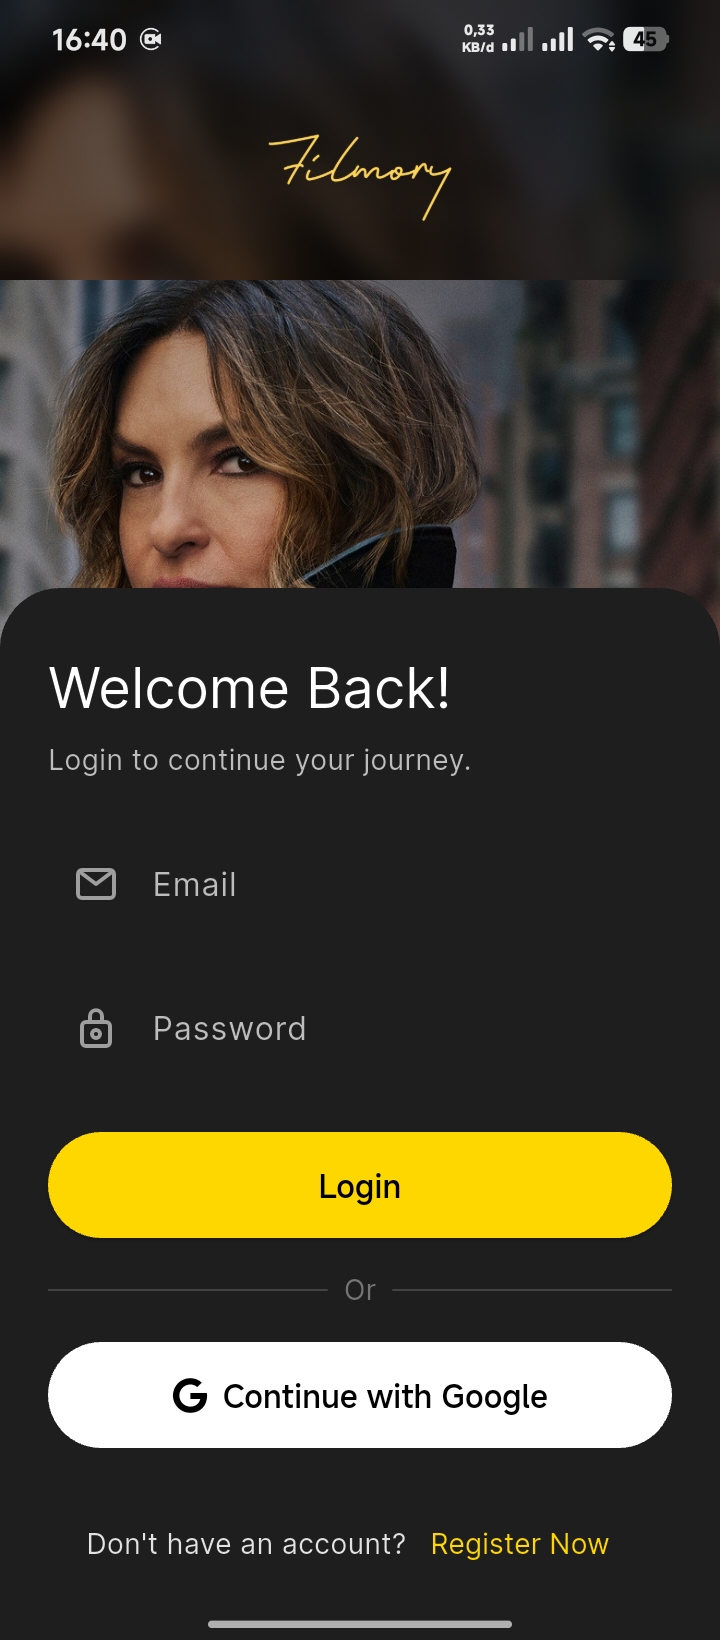 16:40
0,33
KB/d
45
Filmory
Welcome Back!
Login to continue your journey.
Email
Password
Login
Or
Continue with Google
Don't have an account? Register Now